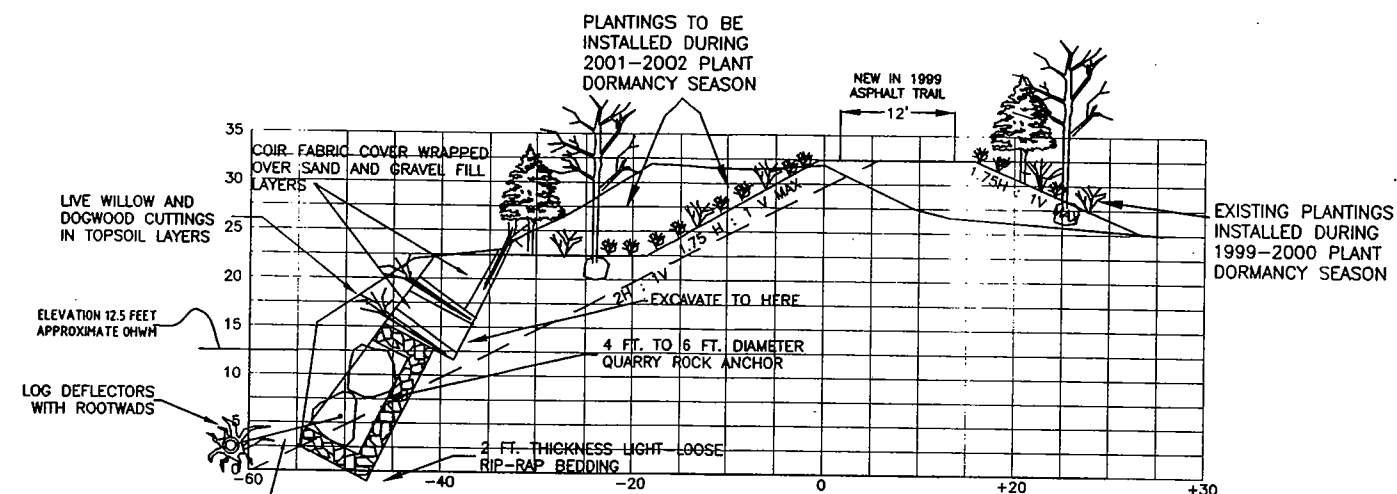 PLANTINGS TO BE
INSTALLED DURING
2001-2002 PLANT
DORMANCY SEASON
NEW IN 1999
ASPHALT TRAIL
12'
35
30
25
20
15
10
5
0
COIR FABRIC COVER WRAPPED
OVER SAND AND GRAVEL FILL
LAYERS
LIVE WILLOW AND
DOGWOOD CUTTINGS
IN TOPSOIL LAYERS
ELEVATION 12.5 FEET
APPROXIMATE OHWM
LOG DEFLECTORS
WITH ROOTWADS
1.75 H : 1 V MAX
2H : 1V
EXCAVATE TO HERE
4 FT. TO 6 FT. DIAMETER
QUARRY ROCK ANCHOR
2 FT. THICKNESS LIGHT-LOOSE
RIP-RAP BEDDING
1.75H : 1V
EXISTING PLANTINGS
INSTALLED DURING
1999-2000 PLANT
DORMANCY SEASON
-60
-40
-20
0
+20
+30